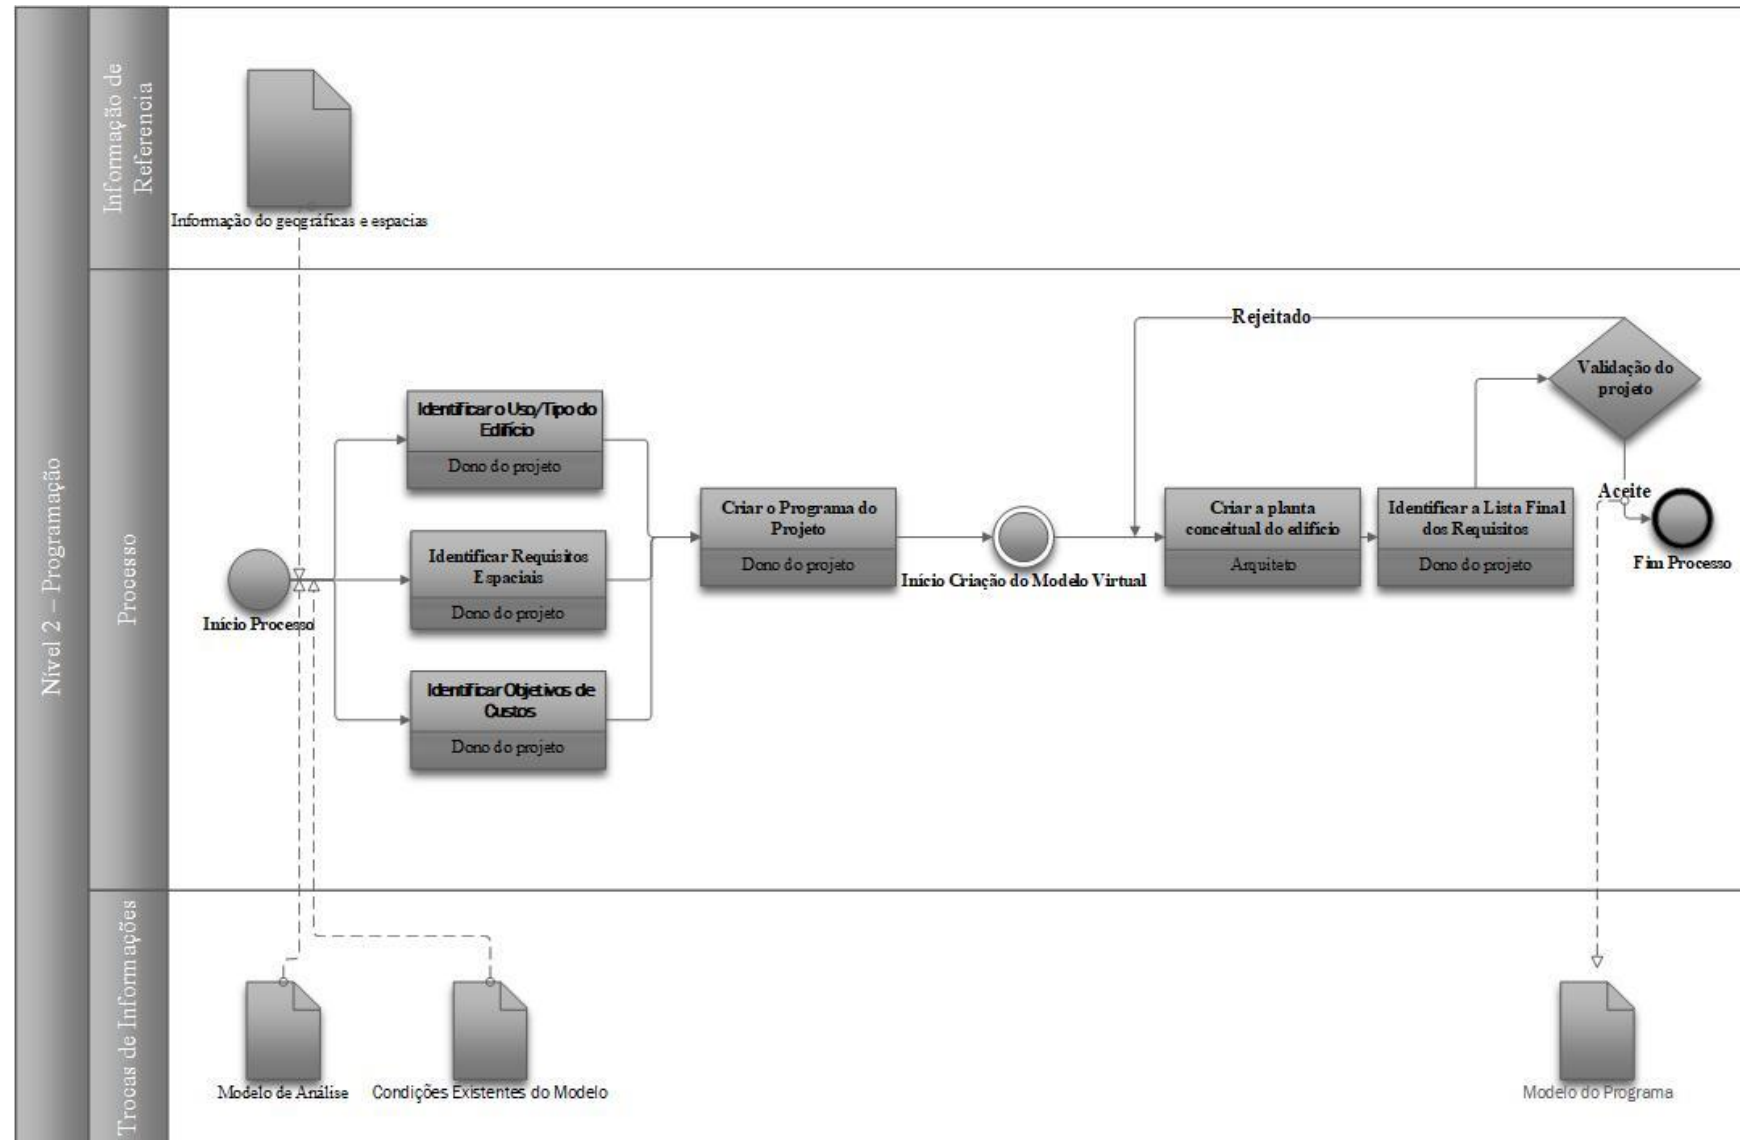 Nível 2 – Programação
Informação de
Referencia
Informação do geográficas e espacias
Processo
Início Processo
Identificar o Uso/Tipo do
Edifício
Dono do projeto
Identificar Requisitos
Espaciais
Dono do projeto
Identificar Objetivos de
Custos
Dono do projeto
Criar o Programa do
Projeto
Dono do projeto
Início Criação do Modelo Virtual
Rejeitado
Criar a planta
conceitual do edifício
Arquiteto
Identificar a Lista Final
dos Requisitos
Dono do projeto
Validação do
projeto
Aceite
Fim Processo
Trocas de Informações
Modelo de Análise
Condições Existentes do Modelo
Modelo do Programa